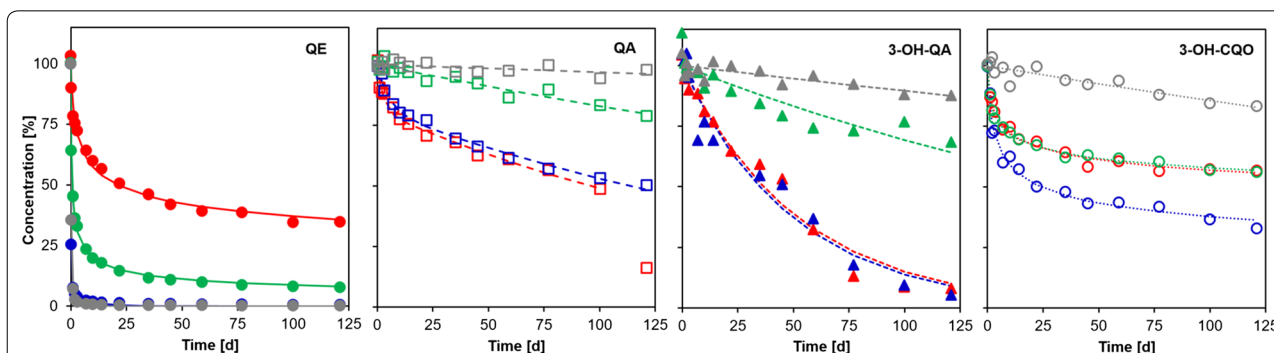 QE
QA
3-OH-QA
3-OH-CQO
Concentration [%]
100
75
50
25
0
0 25 50 75 100 125
0 25 50 75 100 125
0 25 50 75 100 125
0 25 50 75 100 125
Time [d]
Time [d]
Time [d]
Time [d]